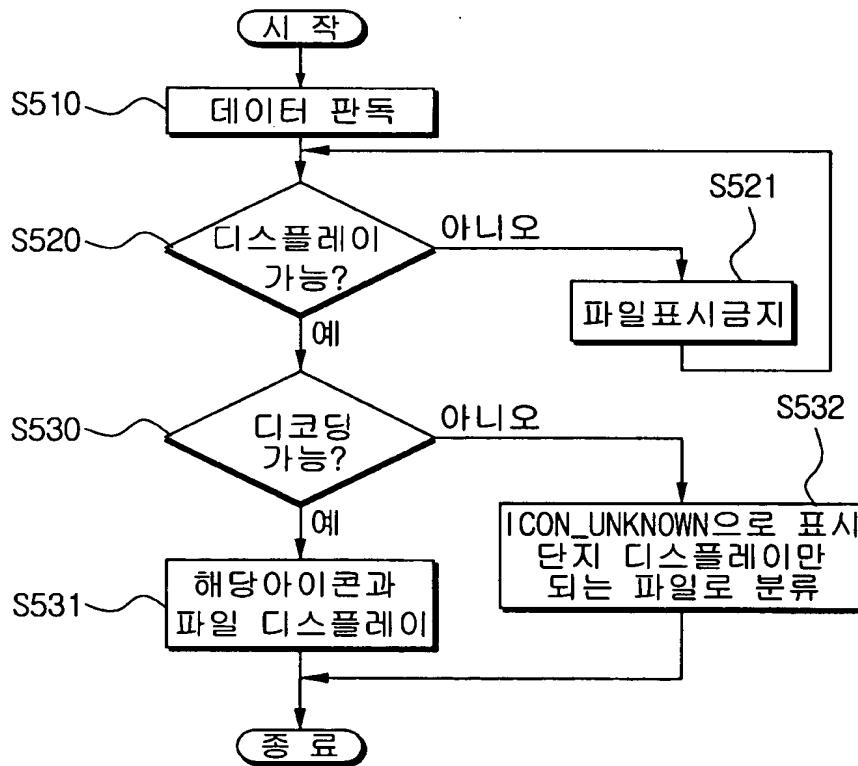 시 작
S510
데이터 판독
S521
S520
디스플레이
가능?
아니오
파일표시금지
예
S530
디코딩
가능?
아니오
S532
예
ICON_UNKNOWN으로 표시
단지 디스플레이만
되는 파일로 분류
S531
해당아이콘과
파일 디스플레이
종 료